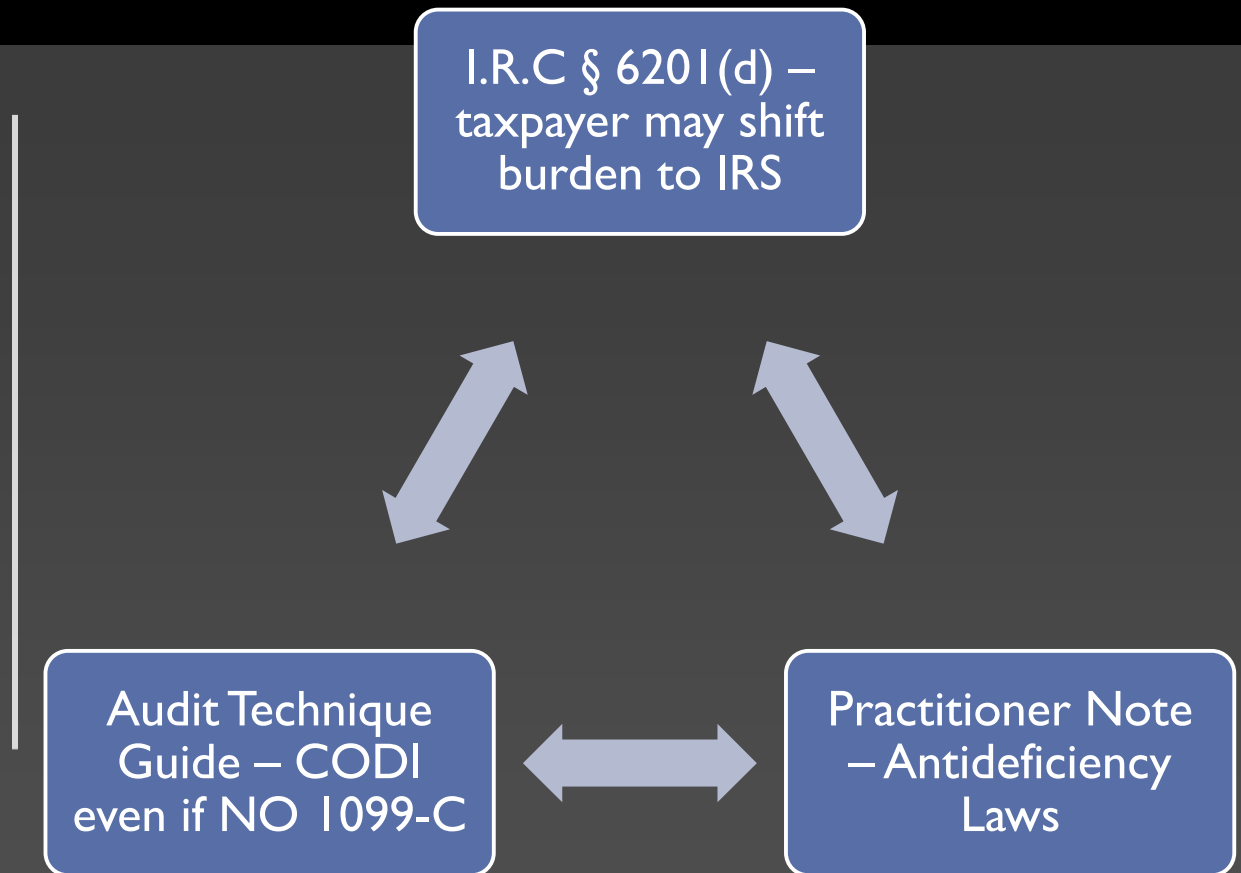 I.R.C § 6201(d) –
taxpayer may shift
burden to IRS
Audit Technique
Guide – CODI
even if NO 1099-C
Practitioner Note
– Antideficiency
Laws